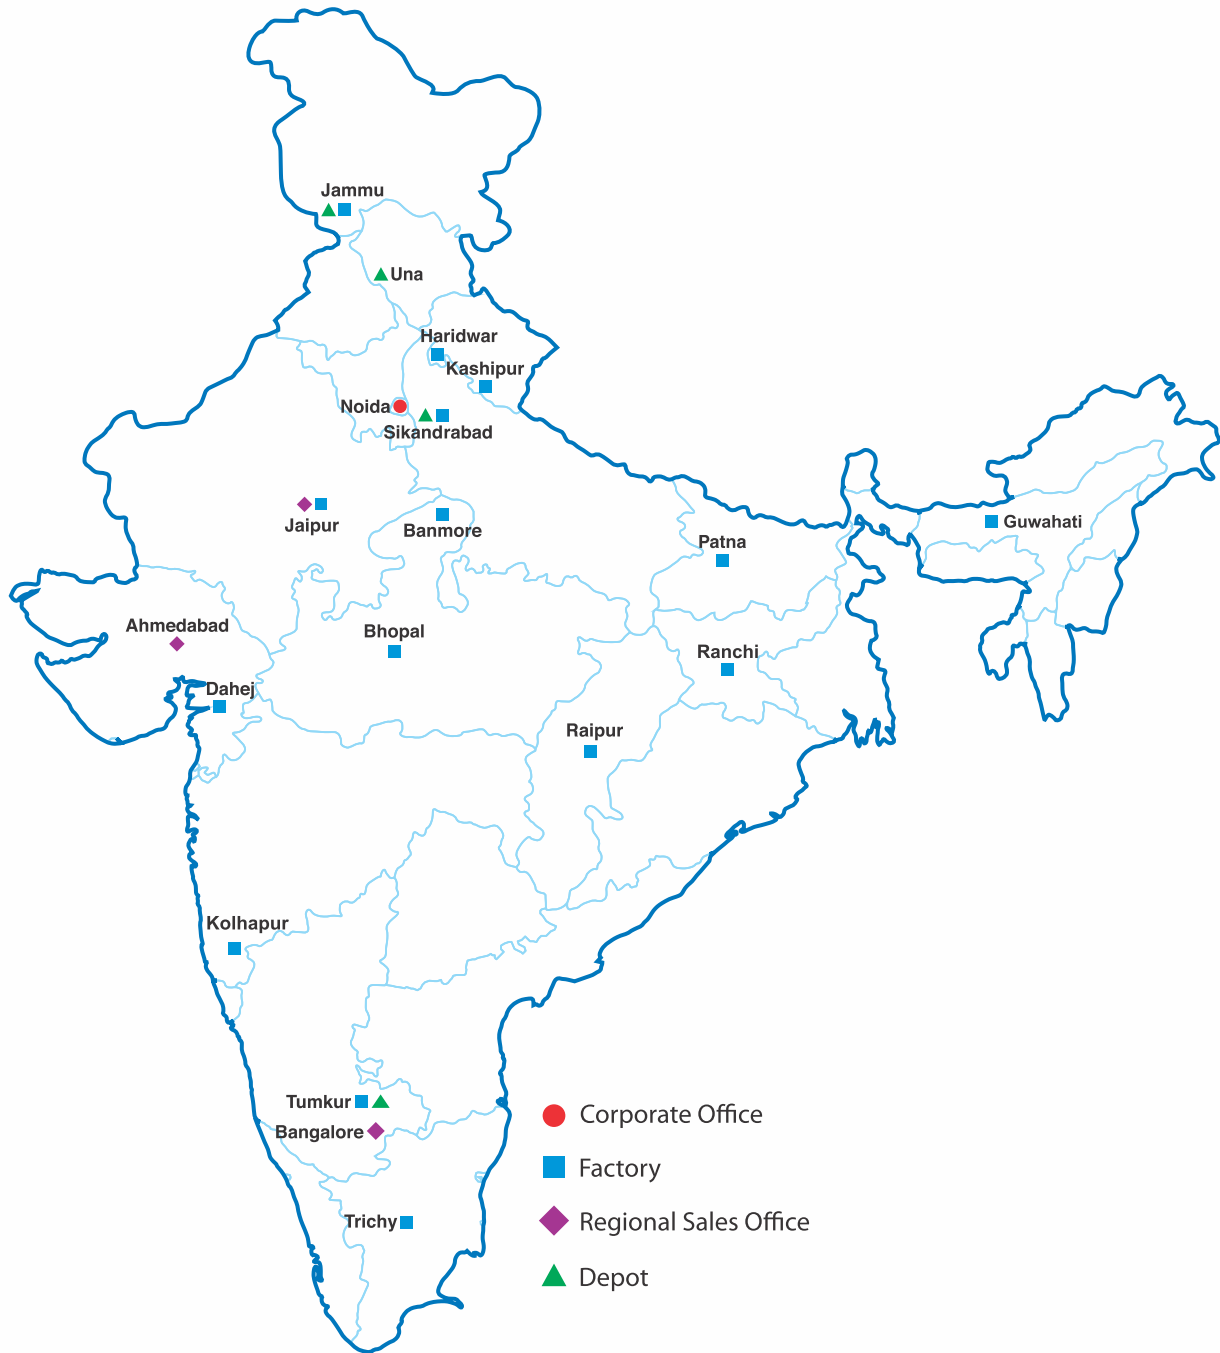 Jammu
Una
Haridwar
Kashipur
Noida
Sikandrabad
Jaipur
Banmore
Guwahati
Patna
Ahmedabad
Bhopal
Ranchi
Dahej
Raipur
Kolhapur
Tumkur
Bangalore
Trichy
Corporate Office
Factory
Regional Sales Office
Depot